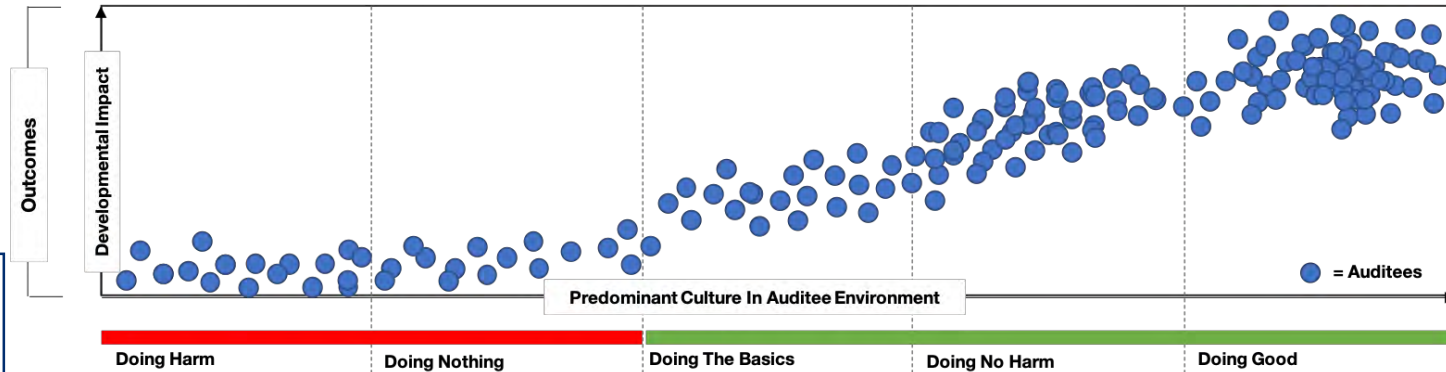 Outcomes
Developmental Impact
= Auditees
Predominant Culture In Auditee Environment
Doing Harm
Doing Nothing
Doing The Basics
Doing No Harm
Doing Good